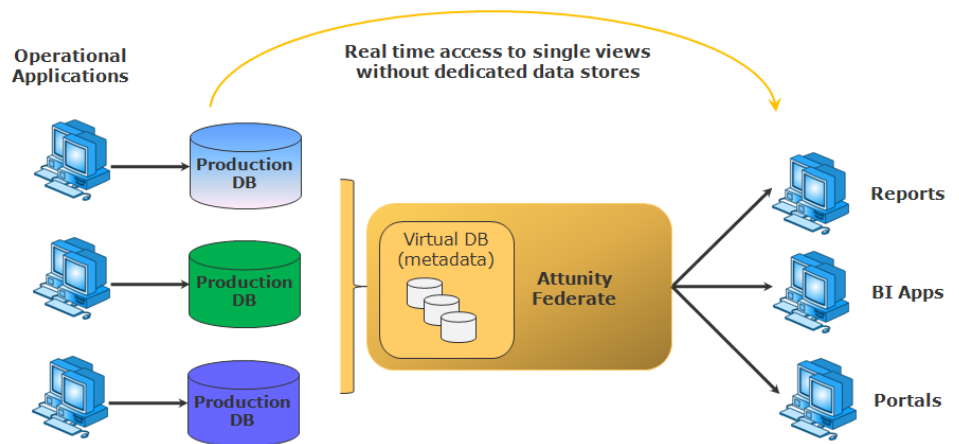 Operational
Applications
Real time access to single views
without dedicated data stores
Production
DB
Production
DB
Production
DB
Virtual DB
(metadata)
Attunity
Federate
Reports
BI Apps
Portals